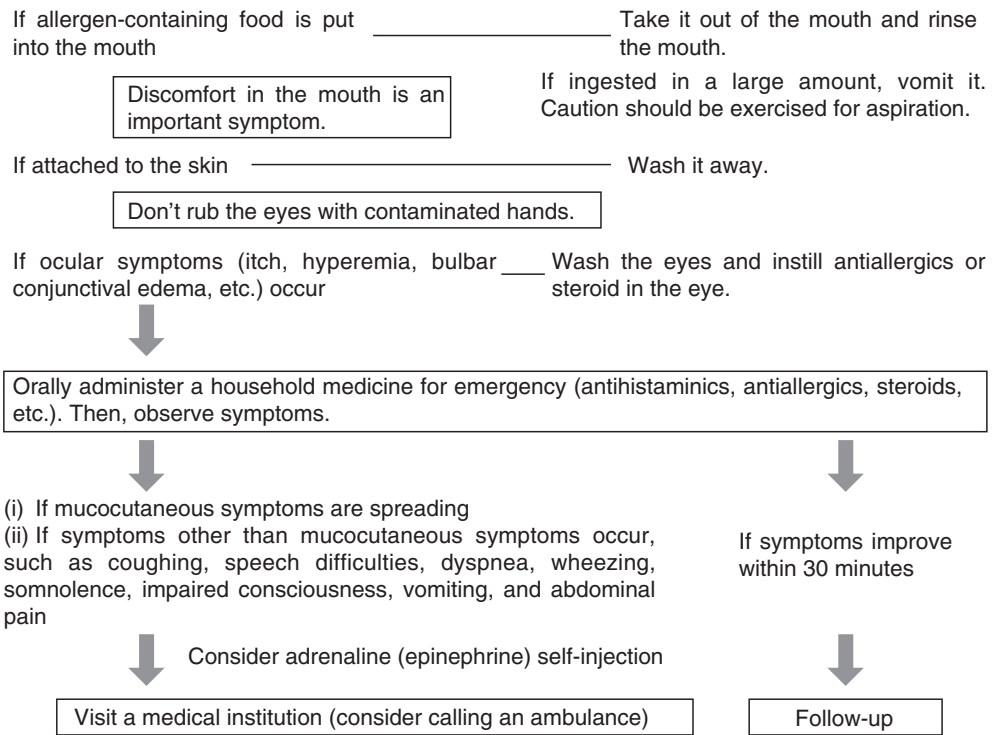 If allergen-containing food is put
into the mouth
Take it out of the mouth and rinse
the mouth.
If ingested in a large amount, vomit it.
Caution should be exercised for aspiration.
Discomfort in the mouth is an
important symptom.
If attached to the skin
Wash it away.
Don't rub the eyes with contaminated hands.
If ocular symptoms (itch, hyperemia, bulbar
conjunctival edema, etc.) occur
Wash the eyes and instill antiallergics or
steroid in the eye.
Orally administer a household medicine for emergency (antihistaminics, antiallergics, steroids,
etc.). Then, observe symptoms.
(i) If mucocutaneous symptoms are spreading
(ii) If symptoms other than mucocutaneous symptoms occur,
such as coughing, speech difficulties, dyspnea, wheezing,
somnolence, impaired consciousness, vomiting, and abdominal
pain
If symptoms improve
within 30 minutes
Consider adrenaline (epinephrine) self-injection
Visit a medical institution (consider calling an ambulance)
Follow-up